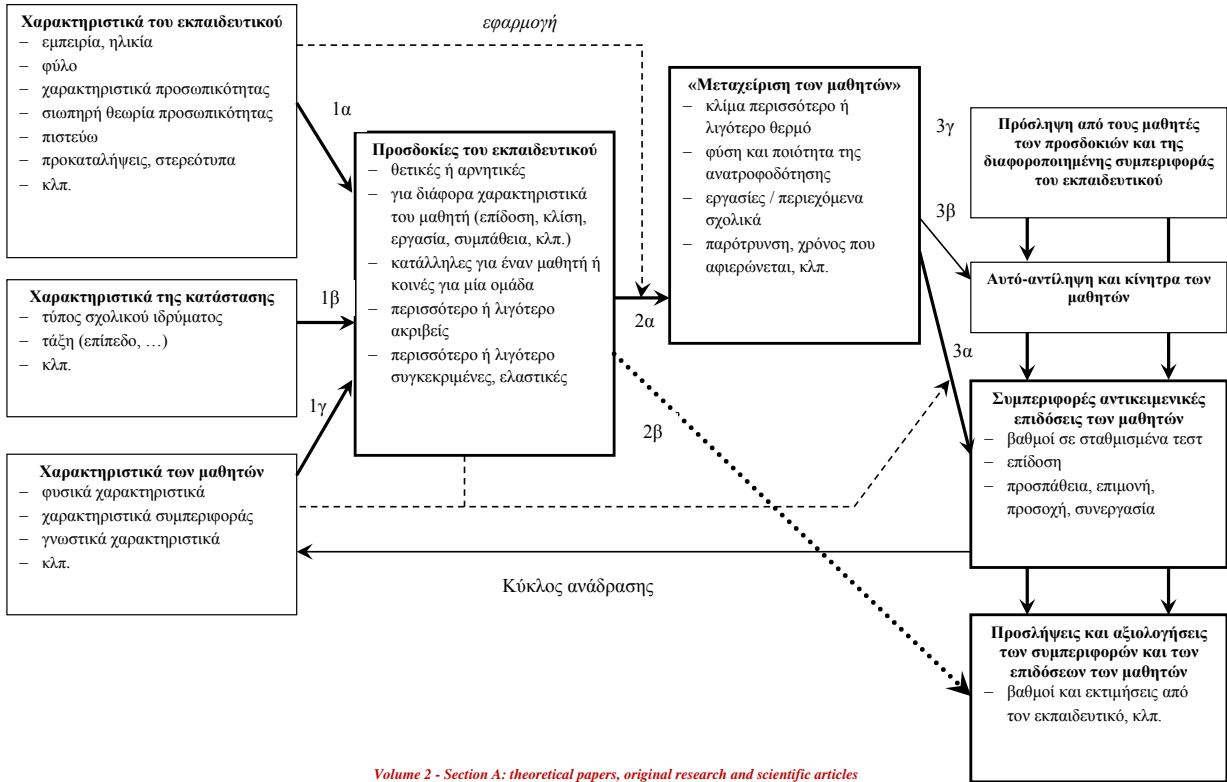 Χαρακτηριστικά του εκπαιδευτικού
– εμπειρία, ηλικία
– φύλο
– χαρακτηριστικά προσωπικότητας
– σιωπηρή θεωρία προσωπικότητας
– πιστεύω
– προκαταλήψεις, στερεότυπα
– κλπ.
εφαρμογή
1α
Χαρακτηριστικά της κατάστασης
– τύπος σχολικού ιδρύματος
– τάξη (επίπεδο, …)
– κλπ.
1β
Χαρακτηριστικά των μαθητών
– φυσικά χαρακτηριστικά
– χαρακτηριστικά συμπεριφοράς
– γνωστικά χαρακτηριστικά
– κλπ.
1γ
Προσδοκίες του εκπαιδευτικού
– θετικές ή αρνητικές
– για διάφορα χαρακτηριστικά
του μαθητή (επίδοση, κλίση,
εργασία, συμπάθεια, κλπ.)
– κατάλληλες για έναν μαθητή ή
κοινές για μία ομάδα
– περισσότερο ή λιγότερο
ακριβείς
– περισσότερο ή λιγότερο
συγκεκριμένες, ελαστικές
2α
2β
«Μεταχείριση των μαθητών»
– κλίμα περισσότερο ή
λιγότερο θερμό
– φύση και ποιότητα της
ανατροφοδότησης
– εργασίες / περιεχόμενα
σχολικά
– παρότρυνση, χρόνος που
αφιερώνεται, κλπ.
3γ
3β
3α
Πρόσληψη από τους μαθητές
των προσδοκιών και της
διαφοροποιημένης συμπεριφοράς
του εκπαιδευτικού
Αυτό-αντίληψη και κίνητρα των
μαθητών
Συμπεριφορές αντικειμενικές
επιδόσεις των μαθητών
– βαθμοί σε σταθμισμένα τεστ
– επίδοση
– προσπάθεια, επιμονή,
προσοχή, συνεργασία
Κύκλος ανάδρασης
Προσλήψεις και αξιολογήσεις
των συμπεριφορών και των
επιδόσεων των μαθητών
– βαθμοί και εκτιμήσεις από
τον εκπαιδευτικό, κλπ.
Volume 2 - Section A: theoretical papers, original research and scientific articles